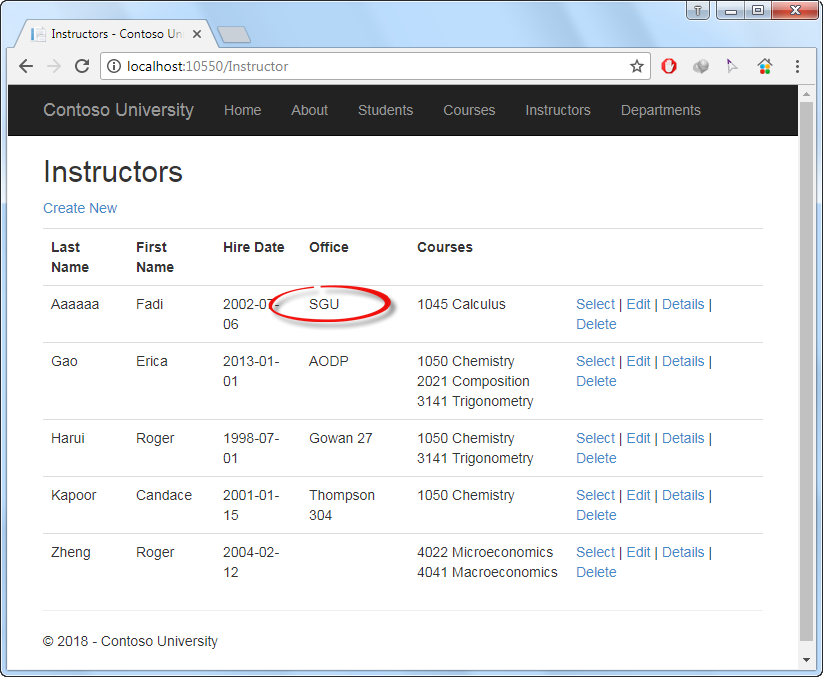 Instructors - Contoso Un
localhost:10550/Instructor
Contoso University Home About Students Courses Instructors Departments
Instructors
Create New
Last Name First Name Hire Date Office Courses
Aaaaaa Fadi 2002-07-06 SGU 1045 Calculus Select | Edit | Details | Delete
Gao Erica 2013-01-01 AODP 1050 Chemistry Select | Edit | Details | Delete
2021 Composition
3141 Trigonometry
Harui Roger 1998-07-01 Gowan 27 1050 Chemistry Select | Edit | Details | Delete
3141 Trigonometry
Kapoor Candace 2001-01-15 Thompson 304 1050 Chemistry Select | Edit | Details | Delete
Zheng Roger 2004-02-12 4022 Microeconomics Select | Edit | Details | Delete
4041 Macroeconomics
© 2018 - Contoso University